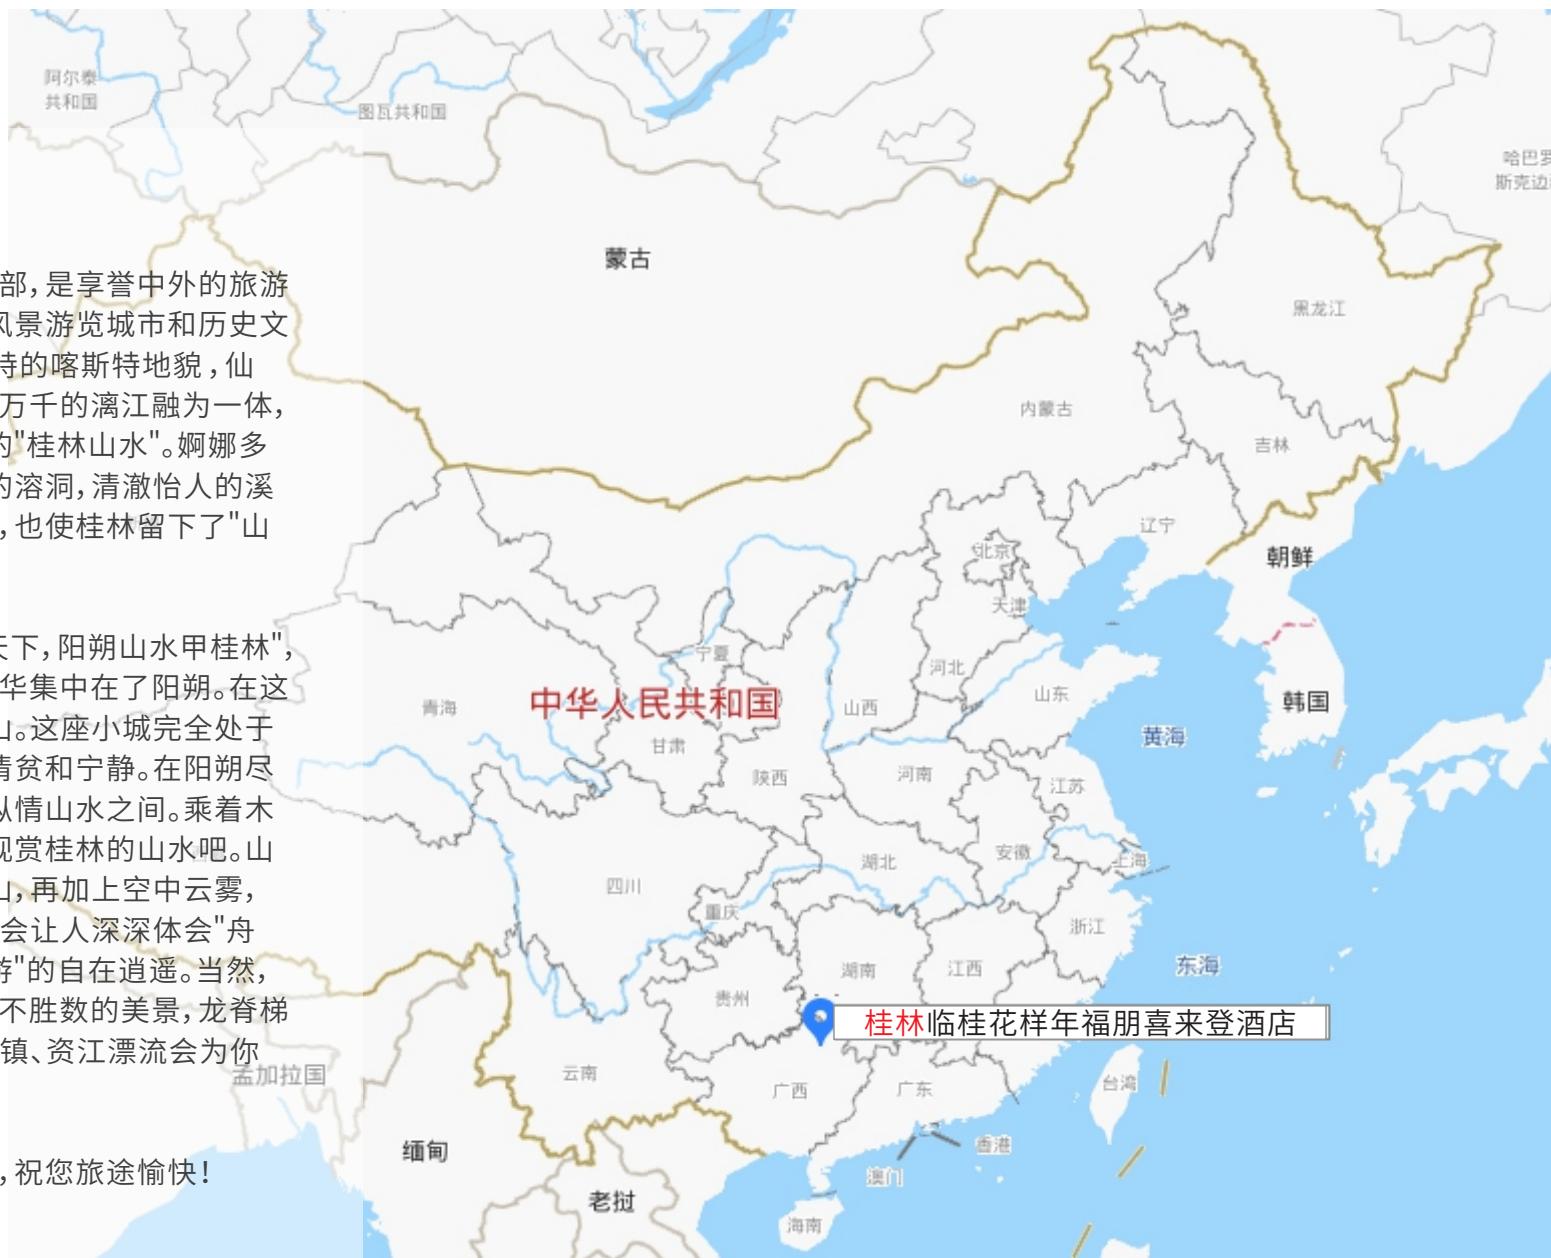 阿尔泰
共和国
图瓦共和国
哈巴罗
斯克边
蒙古
黑龙江
内蒙古
吉林
辽宁
北京
朝鲜
天津
宁夏
河北
中华人民共和国
青海
山西
山东
韩国
甘肃
黄海
陕西
河南
江苏
湖北
安徽
上海
四川
重庆
浙江
湖南
江西
东海
贵州
桂林临桂花样年福朋喜来登酒店
云南
广西
广东
台湾
孟加拉国
缅甸
香港
澳门
老挝
海南
部，是享誉中外的旅游
风景游览城市和历史文
特的喀斯特地貌，仙
万千的漓江融为一体，
的"桂林山水"。婀娜多
的溶洞，清澈怡人的溪
，也使桂林留下了"山
天下，阳朔山水甲桂林"，
华集中在了阳朔。在这
山。这座小城完全处于
清贫和宁静。在阳朔尽
纵情山水之间。乘着木
观赏桂林的山水吧。山
山，再加上空中云雾，
会让人深深体会"舟
游"的自在逍遥。当然，
不胜数的美景，龙脊梯
镇、资江漂流会为你
，祝您旅途愉快！